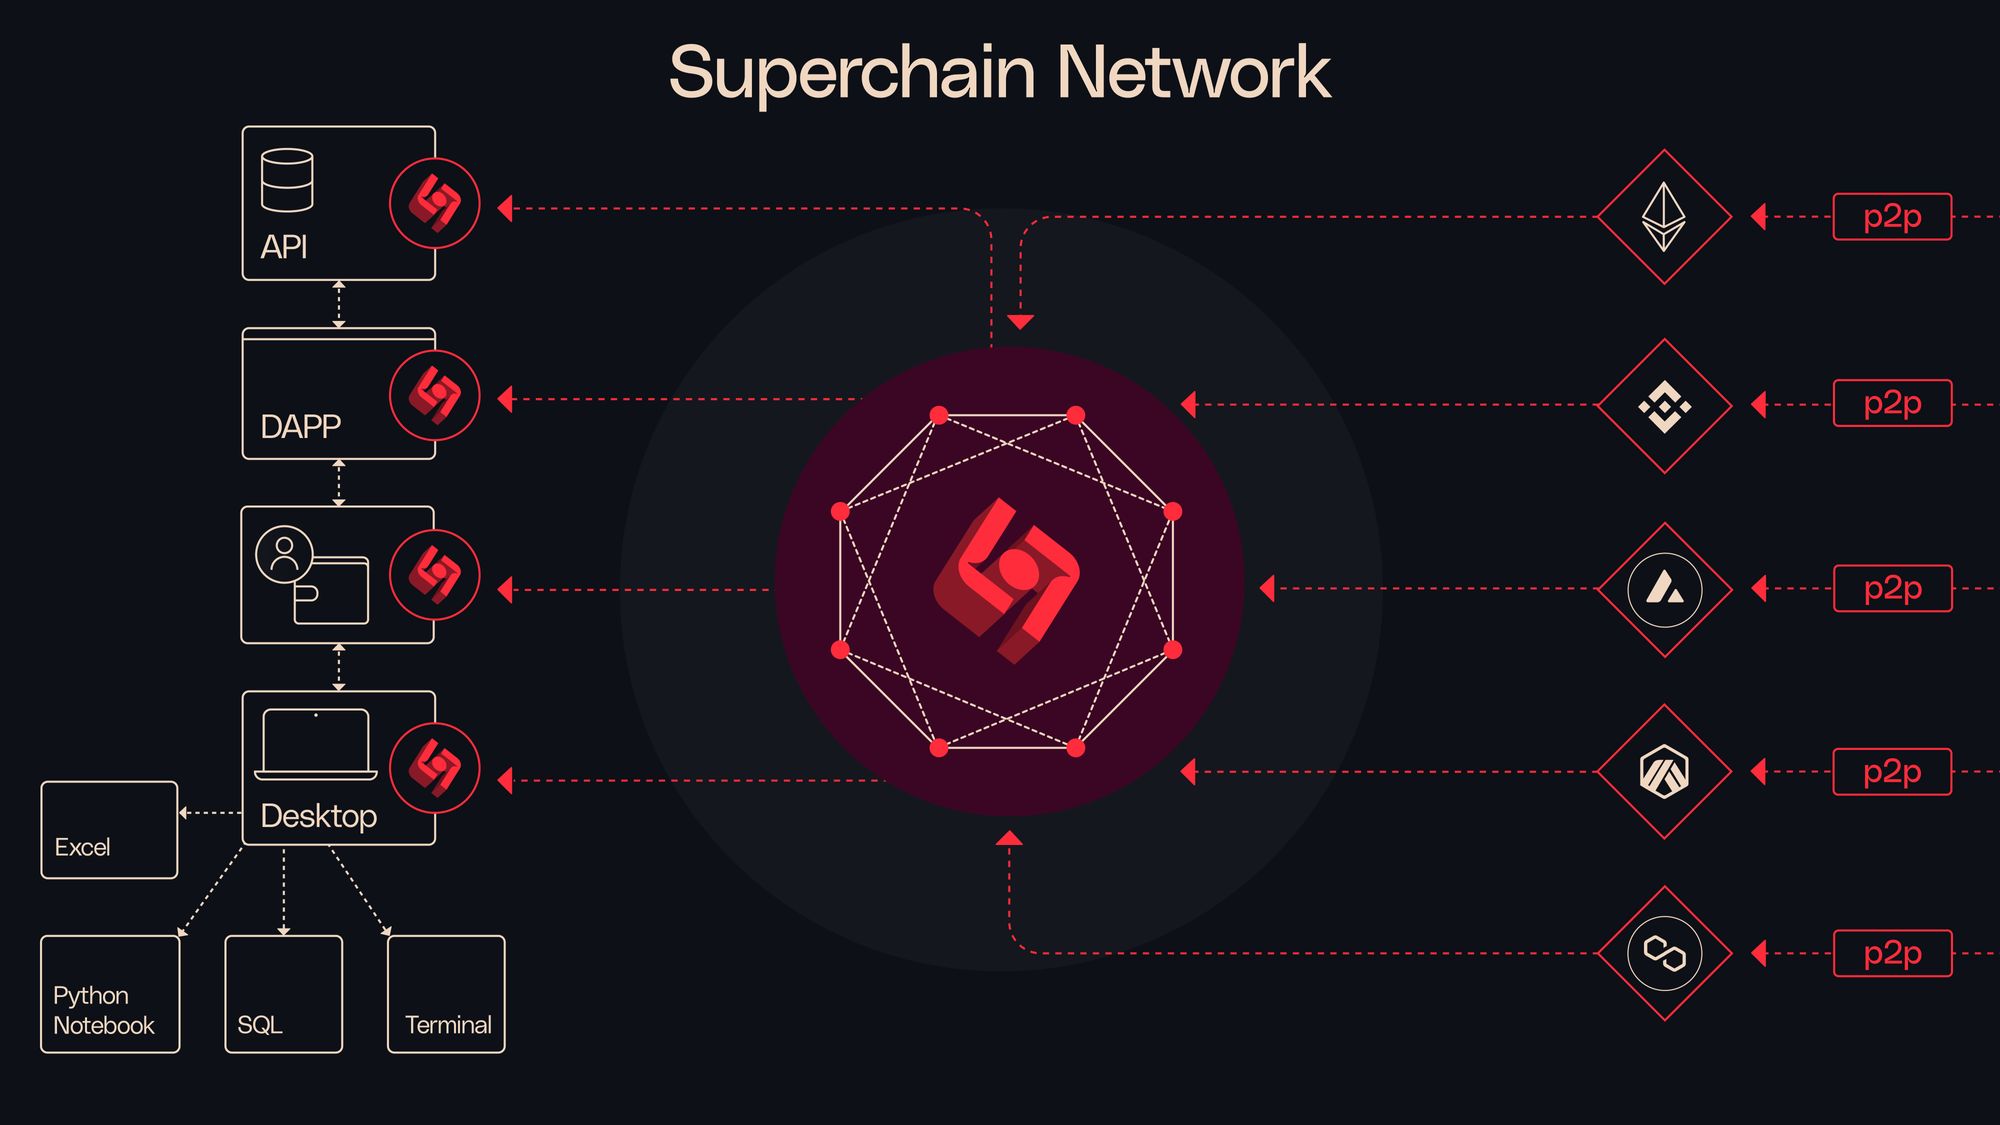 Superchain Network
API
DAPP
Desktop
Excel
Python
Notebook
SQL
Terminal
p2p
p2p
p2p
p2p
p2p